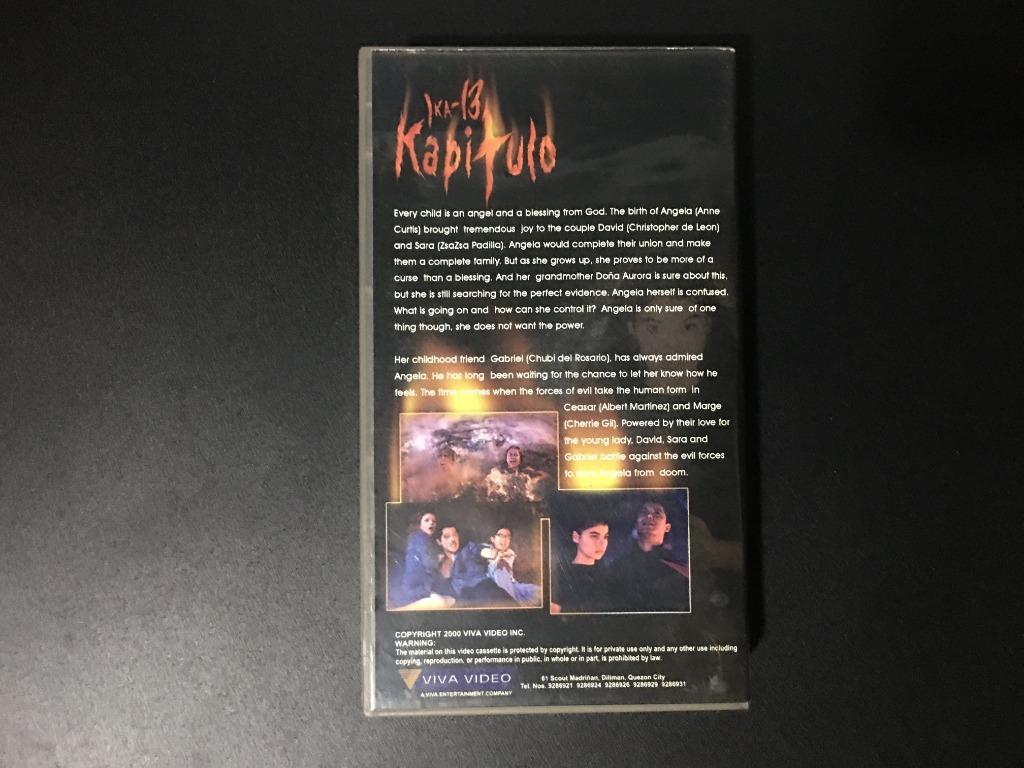 IKA-13
Kapitulo
Every child is an angel and a blessing from God. The birth of Angela (Anne
Curtis) brought tremendous joy to the couple David (Christopher de Leon)
and Sara (ZsaZsa Padilla). Angela would complete their union and make
them a complete family. But as she grows up, she proves to be more of a
curse than a blessing. And her grandmother Doña Aurora is sure about this,
but she is still searching for the perfect evidence. Angela herself is confused.
What is going on and how can she control it? Angela is only sure of one
thing though, she does not want the power.
Her childhood friend Gabriel (Chubi del Rosario), has always admired
Angela. He has long been waiting for the chance to let her know how he
feels. The time comes when the forces of evil take the human form in
Ceasar (Albert Martinez) and Marge
(Cherrie Gil). Powered by their love for
the young lady, David, Sara and
Gabriel battle against the evil forces
to save Angela from doom.
COPYRIGHT 2000 VIVA VIDEO INC.
WARNING:
The material on this video cassette is protected by copyright. It is for private use only and any other use including
copying, reproduction, or performance in public, in whole or in part, is prohibited by law.
VIVA VIDEO
A VIVA ENTERTAINMENT COMPANY
61 Scout Madriñan, Diliman, Quezon City
Tel. Nos. 9286921 9286924 9286926 9286929 9286931